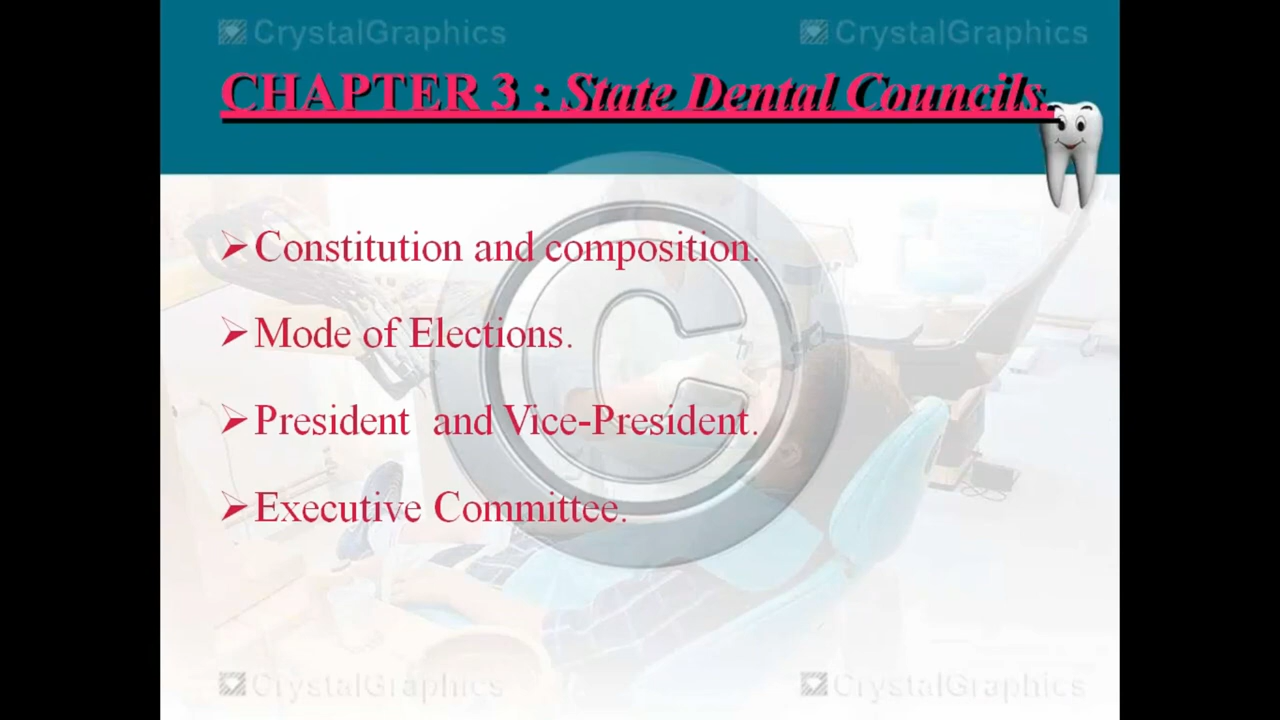 CrystalGraphics CrystalGraphics
CHAPTER 3 : State Dental Councils.
➢Constitution and composition.
➢Mode of Elections.
➢President and Vice-President.
➢Executive Committee.
CrystalGraphics CrystalGraphics